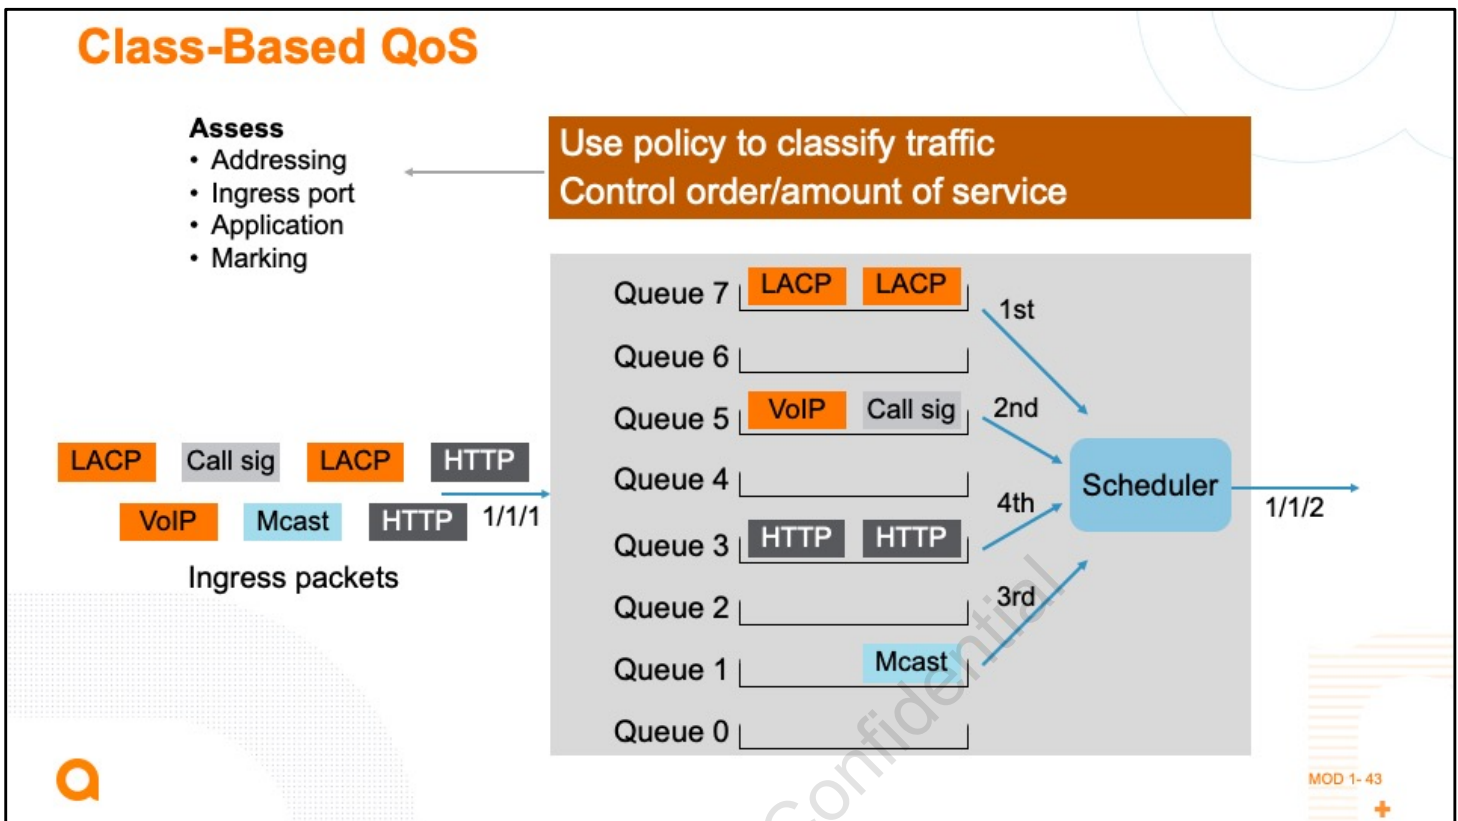 Class-Based QoS
Assess
• Addressing
• Ingress port
• Application
• Marking
Use policy to classify traffic
Control order/amount of service
LACP Call sig LACP HTTP
VoIP Mcast HTTP 1/1/1
Ingress packets
Queue 7 LACP LACP 1st
Queue 6
Queue 5 VoIP Call sig 2nd
Queue 4 4th
Queue 3 HTTP HTTP
Queue 2 3rd
Queue 1 Mcast
Queue 0
Scheduler
1/1/2
Confidential
MOD 1- 43